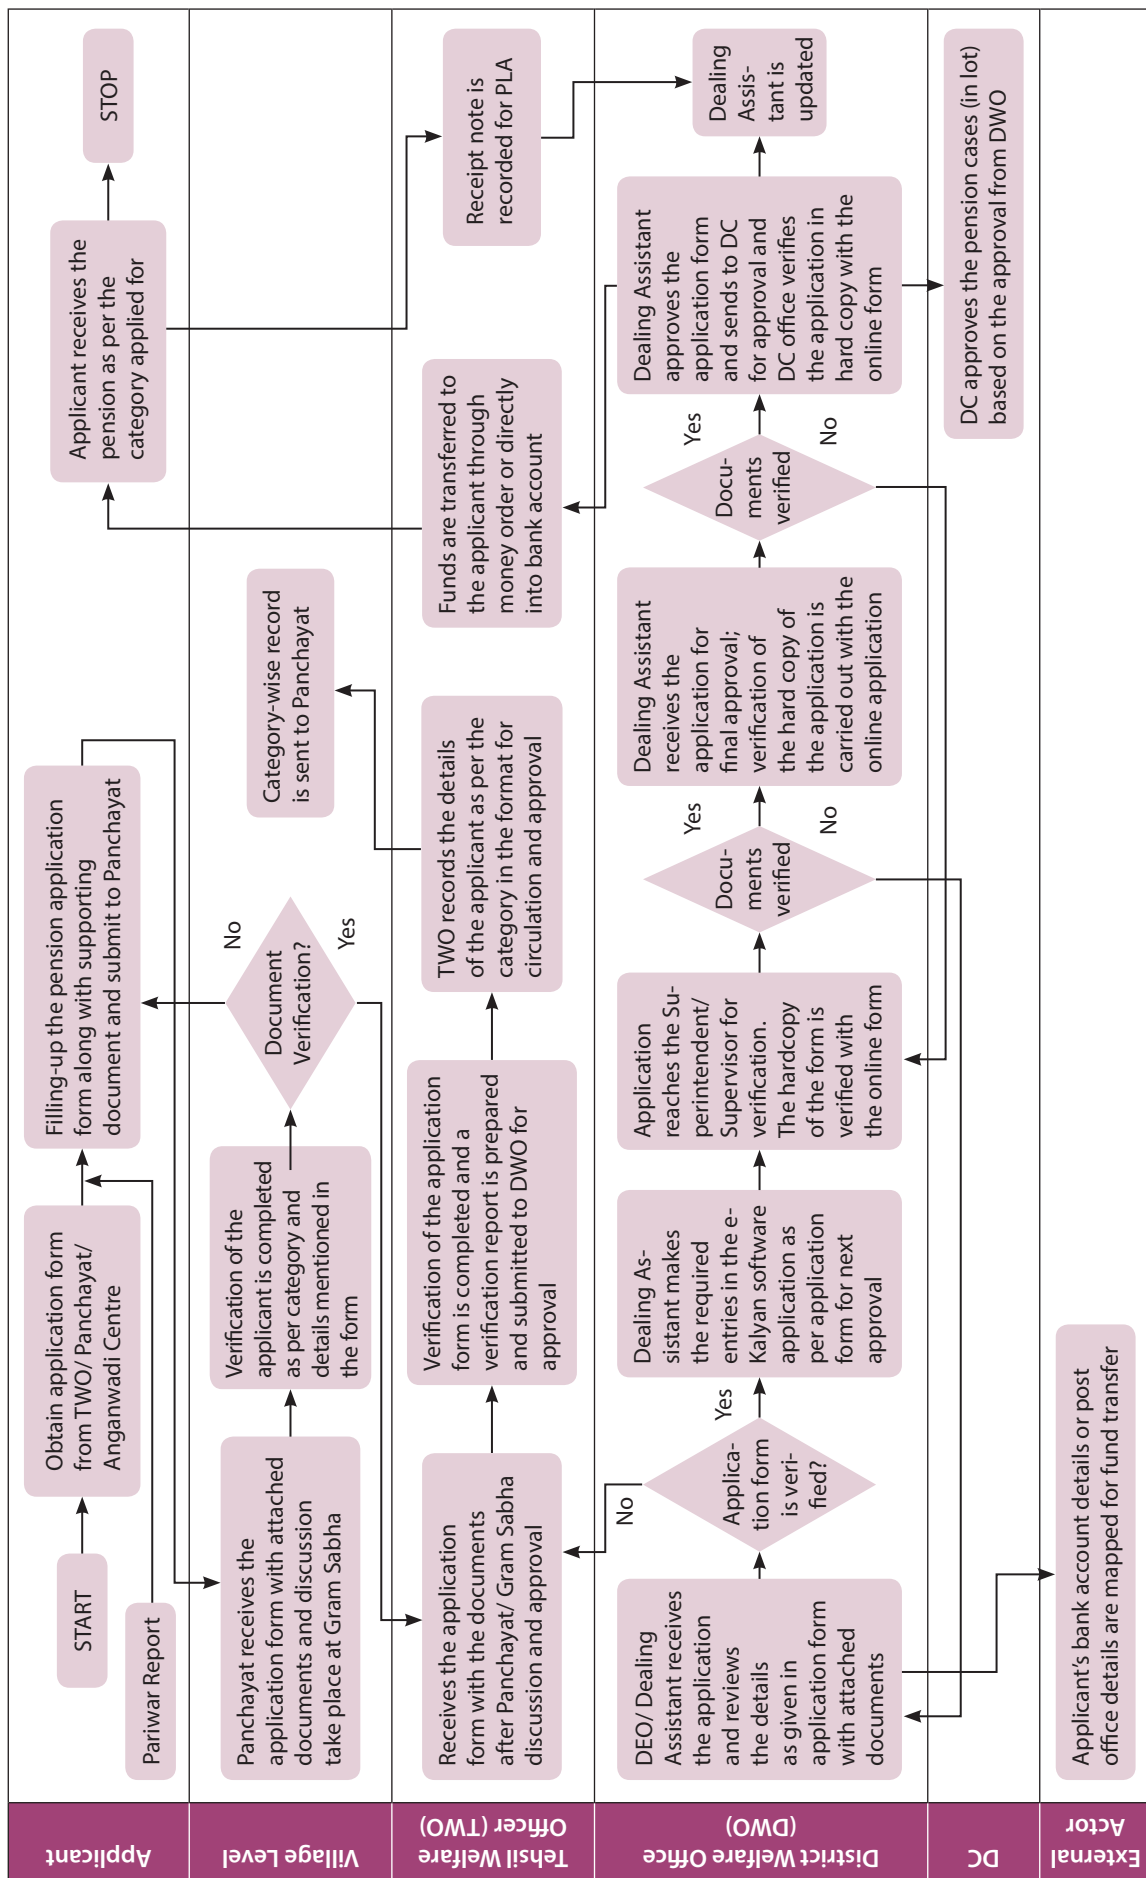 Applicant
START
Pariwar Report
Obtain application form
from TWO/ Panchayat/
Anganwadi Centre
Filling-up the pension application
form along with supporting
document and submit to Panchayat
Applicant receives the
pension as per the
category applied for
STOP
Village Level
Panchayat receives the
application form with attached
documents and discussion
take place at Gram Sabha
Verification of the
applicant is completed
as per category and
details mentioned in
the form
Document
Verification?
No
Yes
Category-wise record
is sent to Panchayat
Tehsil Welfare
Officer (TWO)
Receives the application
form with the documents
after Panchayat/ Gram Sabha
discussion and approval
Verification of the application
form is completed and a
verification report is prepared
and submitted to DWO for
approval
TWO records the details
of the applicant as per the
category in the format for
circulation and approval
Funds are transferred to
the applicant through
money order or directly
into bank account
Receipt note is
recorded for PLA
District Welfare Office
(DWO)
DEO/ Dealing
Assistant receives
the application
and reviews
the details
as given in
application form
with attached
documents
No
Applica-
tion form
is veri-
fied?
Yes
Dealing As-
sistant makes
the required
entries in the e-
Kalyan software
application as
per application
form for next
approval
Application
reaches the Su-
perintendent/
Supervisor for
verification.
The hardcopy
of the form is
verified with
the online form
Docu-
ments
verified
Yes
No
Dealing Assistant
receives the
application for
final approval;
verification of
the hard copy of
the application is
carried out with the
online application
Docu-
ments
verified
Yes
No
Dealing Assistant
approves the
application form
and sends to DC
for approval and
DC office verifies
the application in
hard copy with the
online form
Dealing
Assis-
tant is
updated
DC
DC approves the pension cases (in lot)
based on the approval from DWO
External
Actor
Applicant's bank account details or post
office details are mapped for fund transfer